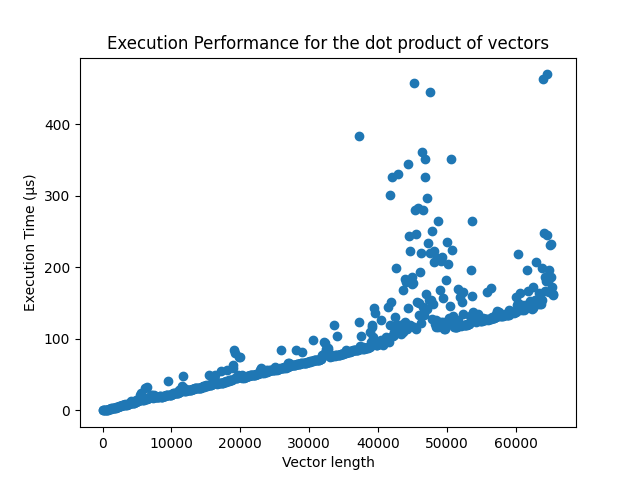 Execution Performance for the dot product of vectors
400
300
200
100
0
Execution Time (μs)
0 10000 20000 30000 40000 50000 60000
Vector length